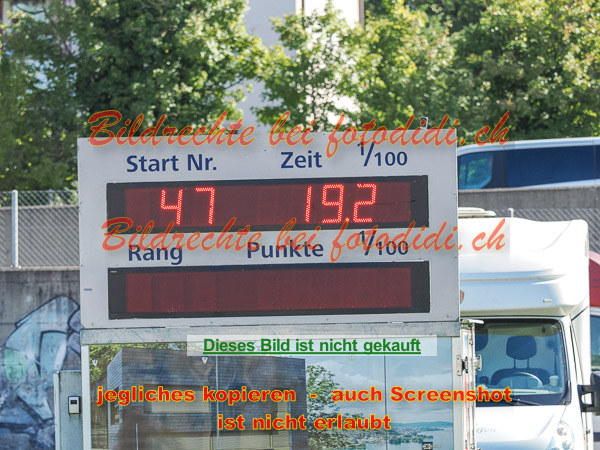 Bildrechte bei fotodidi.ch
Start Nr. Zeit 1/100
47 19.2
Bildrechte bei fotodidi.ch
Rang Punkte 1/100
Dieses Bild ist nicht gekauft
jegliches kopieren - auch Screenshot
ist nicht erlaubt